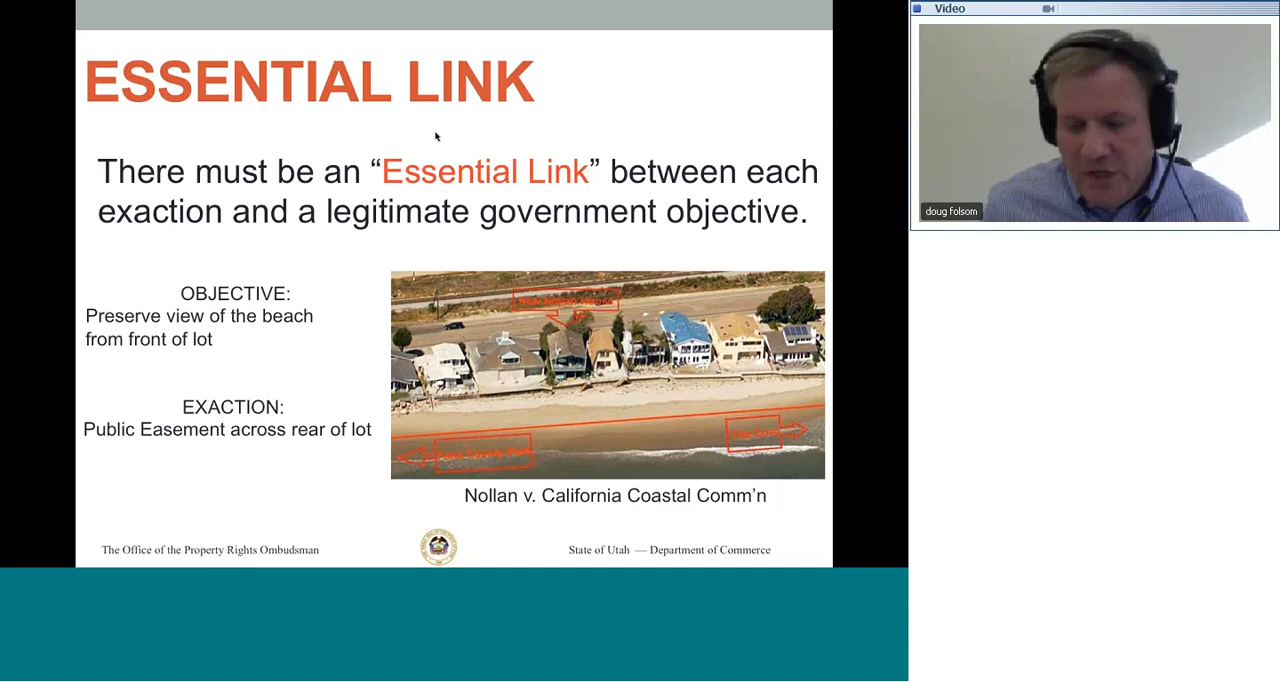 Video
ESSENTIAL LINK
There must be an “Essential Link” between each
exaction and a legitimate government objective.
OBJECTIVE:
Preserve view of the beach
from front of lot
EXACTION:
Public Easement across rear of lot
Nollan v. California Coastal Comm’n
The Office of the Property Rights Ombudsman
State of Utah — Department of Commerce
doug folsom